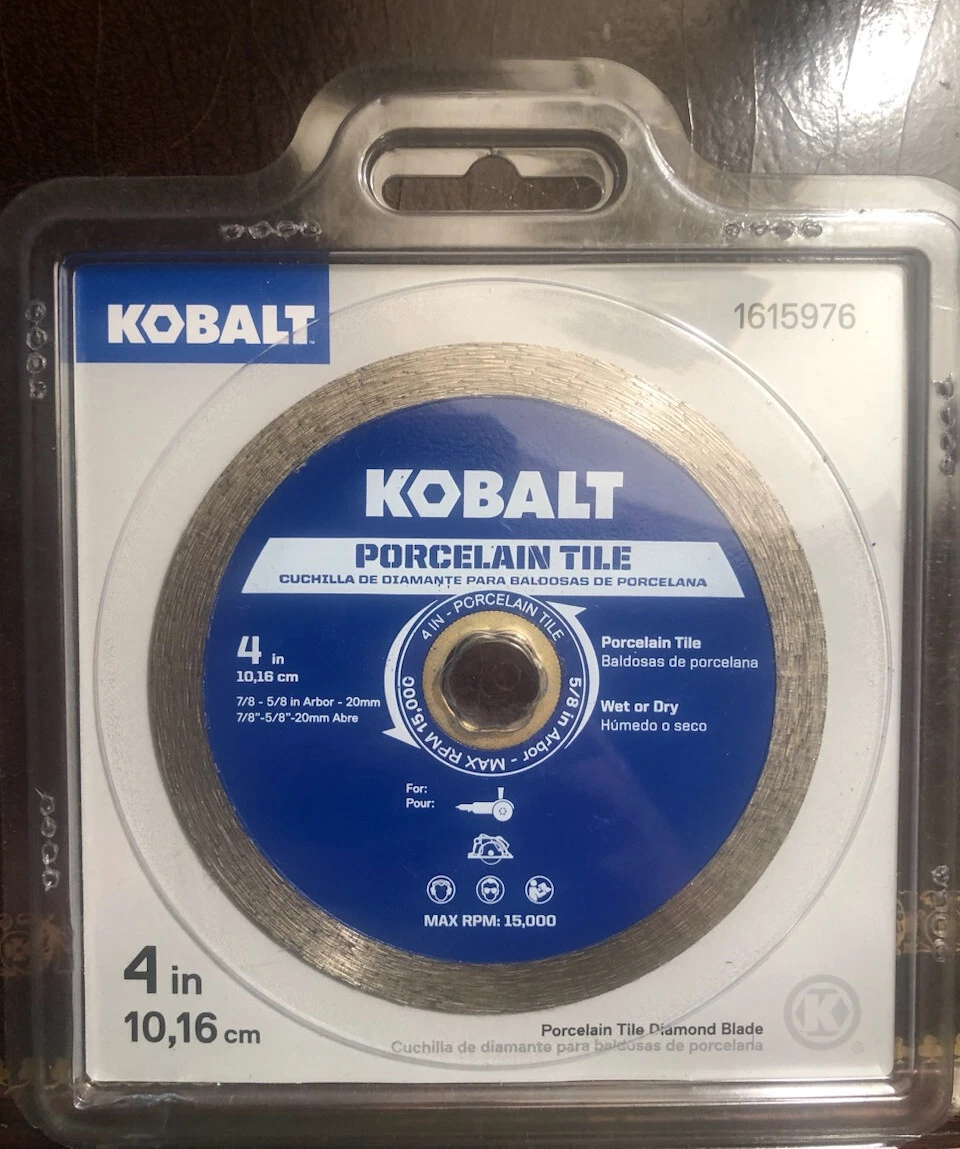 KOBALT
1615976
KOBALT
PORCELAIN TILE
CUCHILLA DE DIAMANTE PARA BALDOSAS DE PORCELANA
4 IN - PORCELAIN TILE
5/8 in Arbor - MAX RPM 15,000
4 in
10,16 cm
7/8 - 5/8 in Arbor - 20mm
7/8"-5/8"-20mm Abre
Porcelain Tile
Baldosas de porcelana
Wet or Dry
Húmedo o seco
For:
Pour:
MAX RPM: 15,000
4 in
10,16 cm
Porcelain Tile Diamond Blade
Cuchilla de diamante para baldosas de porcelana
K